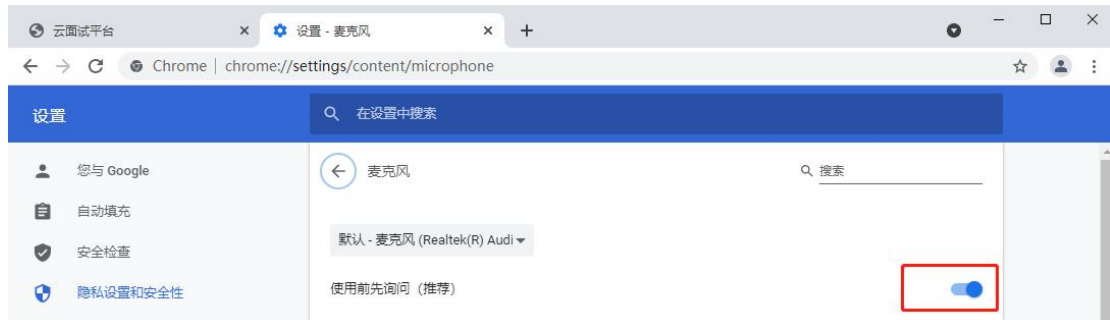 云面试平台
设置 - 麦克风
Chrome | chrome://settings/content/microphone
设置
在设置中搜索
您与 Google
麦克风
搜索
自动填充
默认 - 麦克风 (Realtek(R) Audi
安全检查
隐私设置和安全性
使用前先询问（推荐）